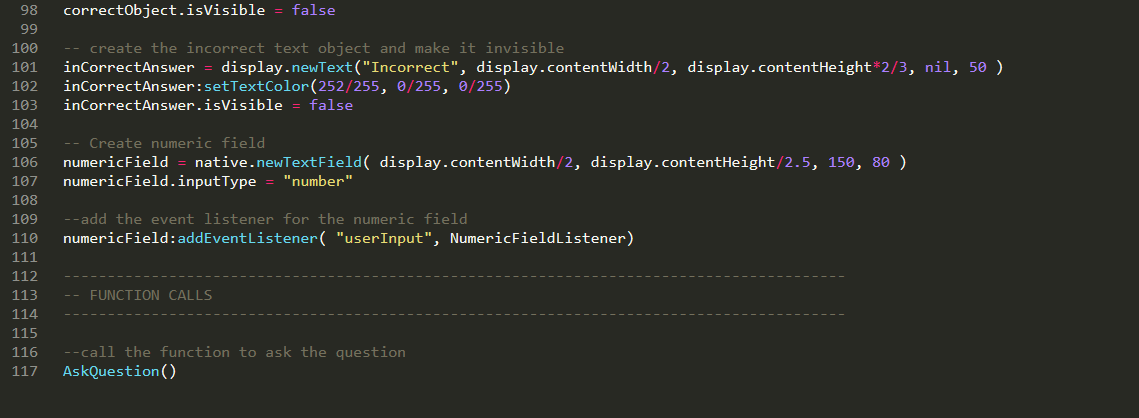 98 correctObject.isVisible = false
99
100 -- create the incorrect text object and make it invisible
101 inCorrectAnswer = display.newText("Incorrect", display.contentWidth/2, display.contentHeight*2/3, nil, 50 )
102 inCorrectAnswer:setTextColor(252/255, 0/255, 0/255)
103 inCorrectAnswer.isVisible = false
104
105 -- Create numeric field
106 numericField = native.newTextField( display.contentWidth/2, display.contentHeight/2.5, 150, 80 )
107 numericField.inputType = "number"
108
109 --add the event listener for the numeric field
110 numericField:addEventListener( "userInput", NumericFieldListener)
111
112 -----------------------------------------------------------------------------------------
113 -- FUNCTION CALLS
114 -----------------------------------------------------------------------------------------
115
116 --call the function to ask the question
117 AskQuestion()